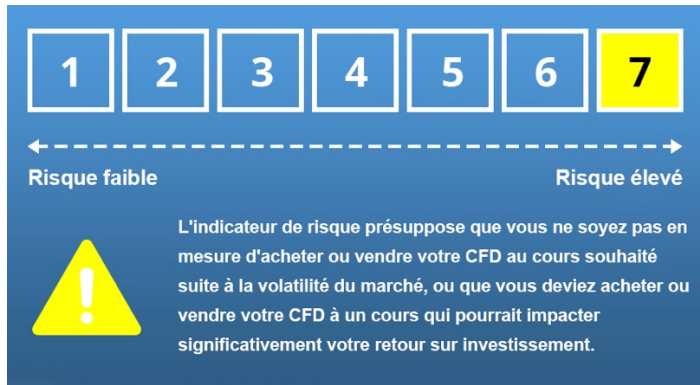 1 2 3 4 5 6 7
Risque faible Risque élevé
L'indicateur de risque présuppose que vous ne soyez pas en
mesure d'acheter ou vendre votre CFD au cours souhaité
suite à la volatilité du marché, ou que vous deviez acheter ou
vendre votre CFD à un cours qui pourrait impacter
significativement votre retour sur investissement.